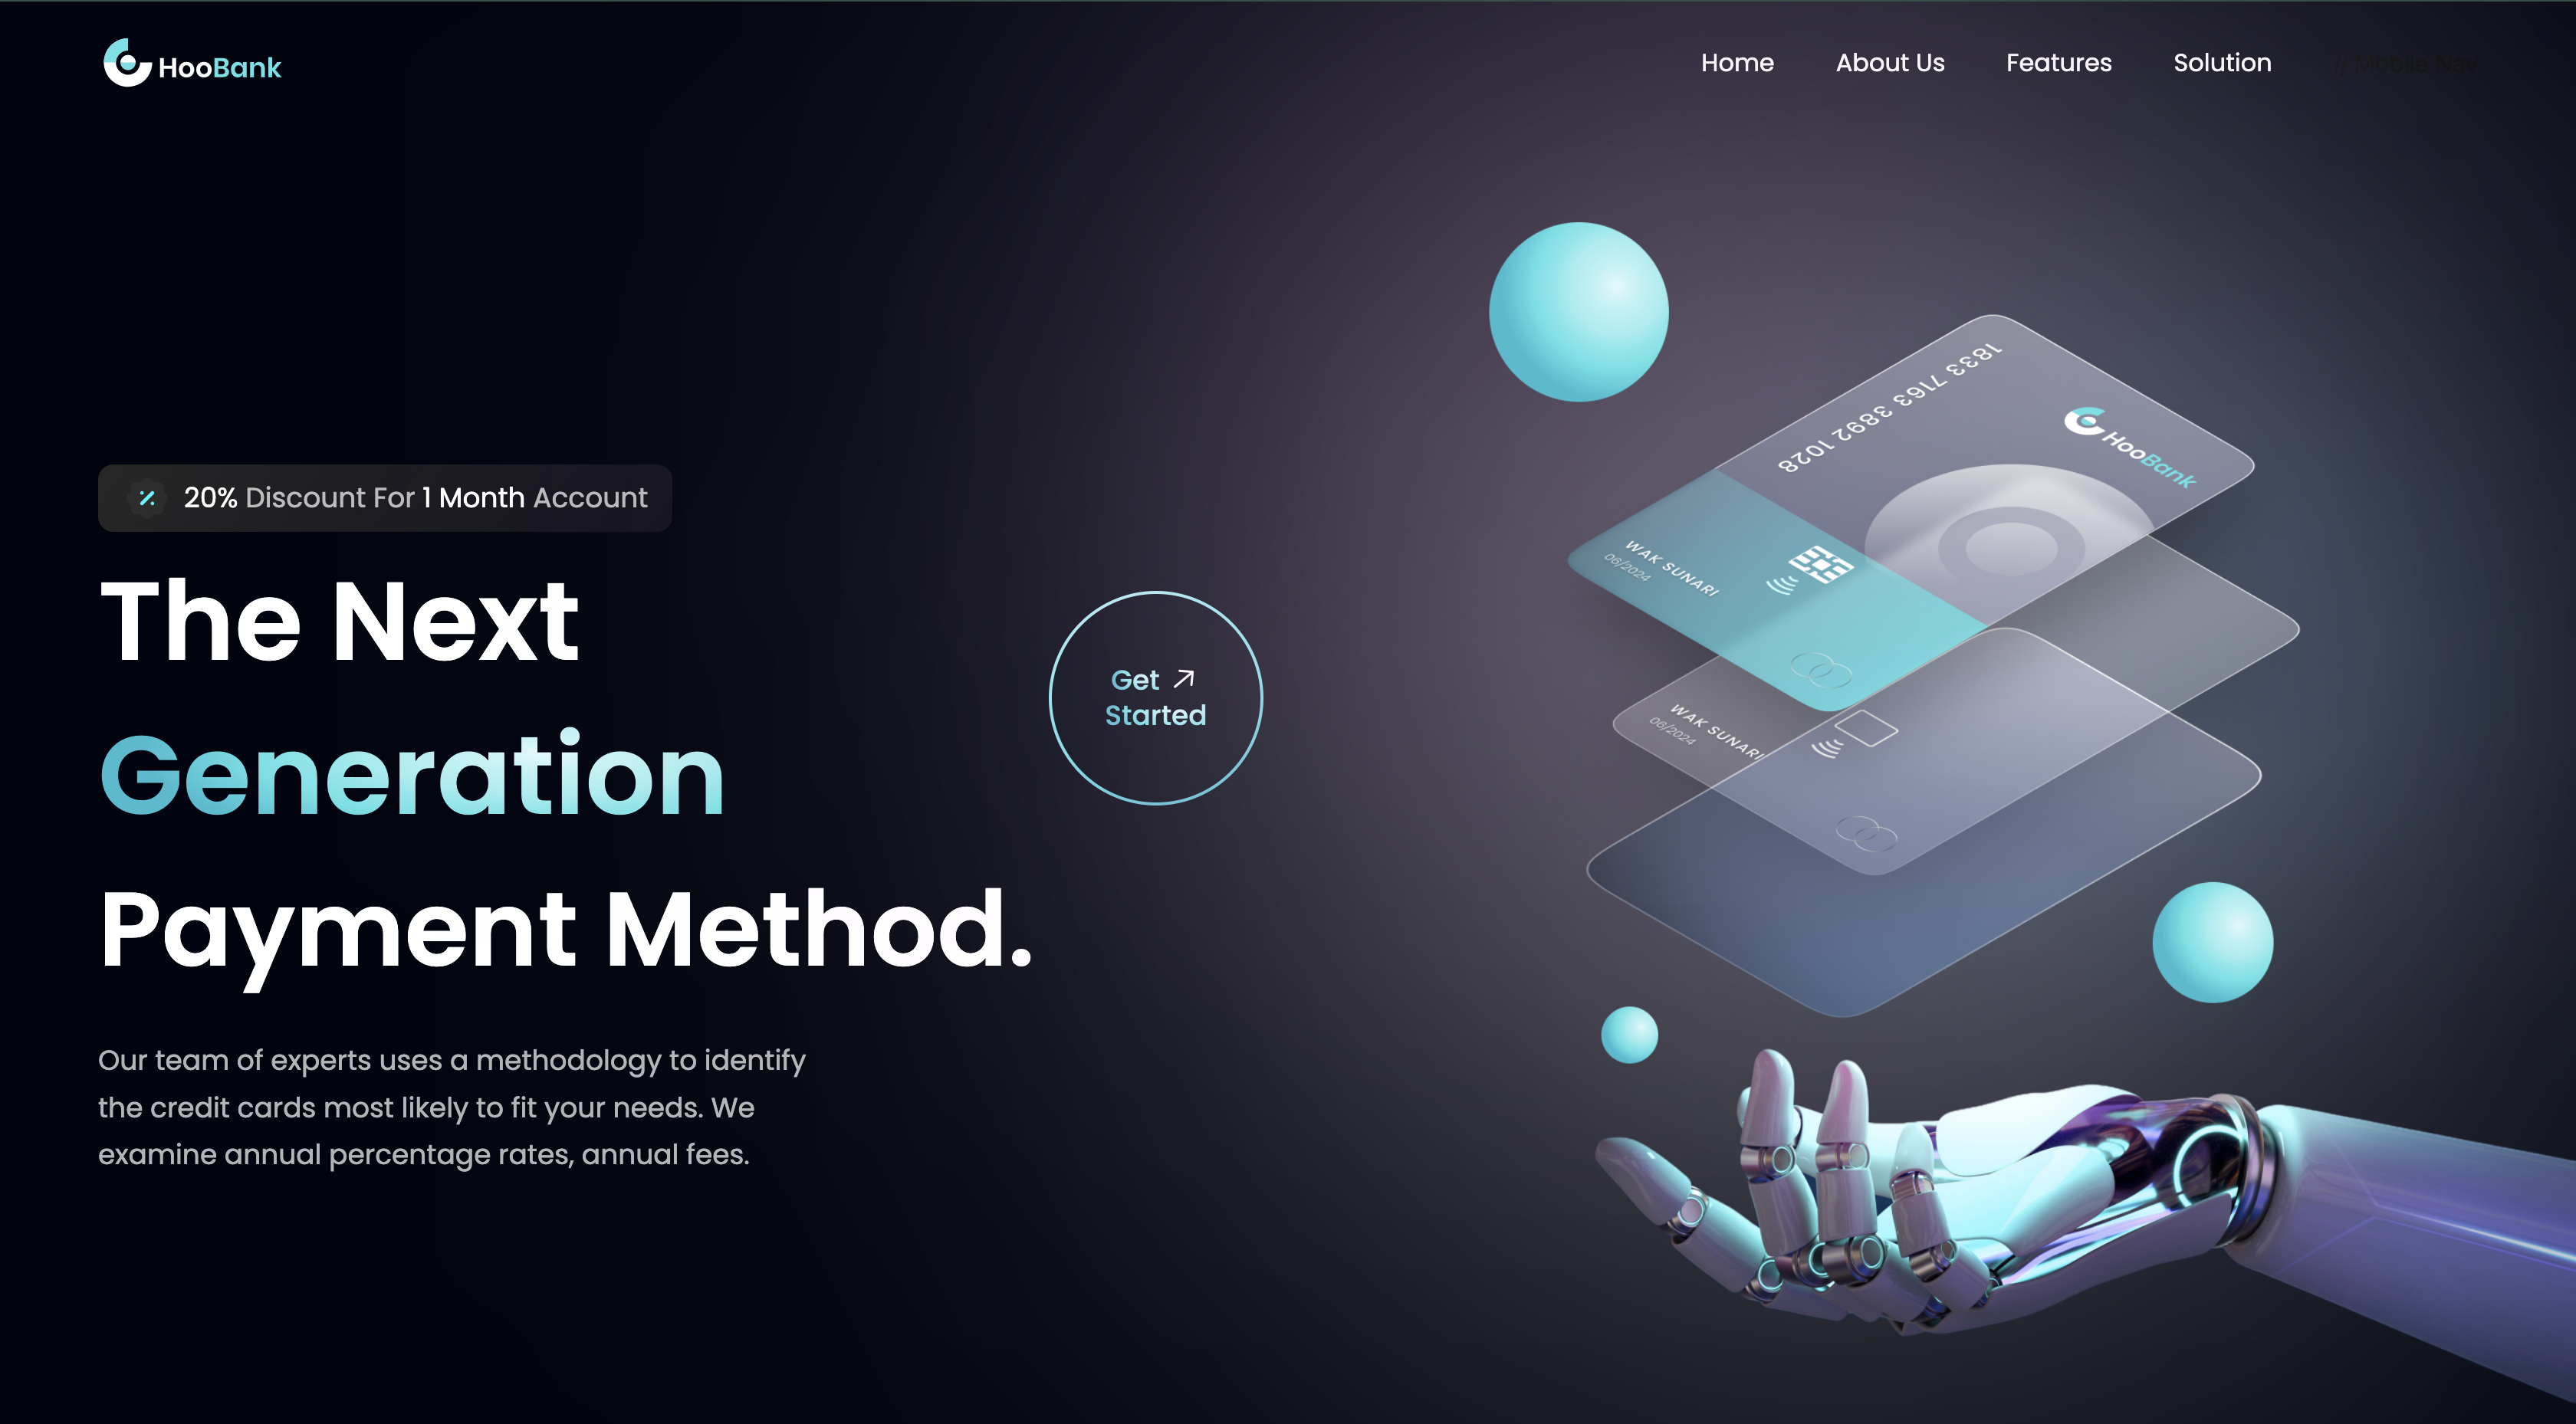 HooBank
Home
About Us
Features
Solution
// Mobile Nav
1833 7163 3892 1028
HooBank
20% Discount For 1 Month Account
The Next
Generation
Payment Method.
Get
Started
WAK SUNARI
06/2024
WAK SUNARI
06/2024
Our team of experts uses a methodology to identify
the credit cards most likely to fit your needs. We
examine annual percentage rates, annual fees.